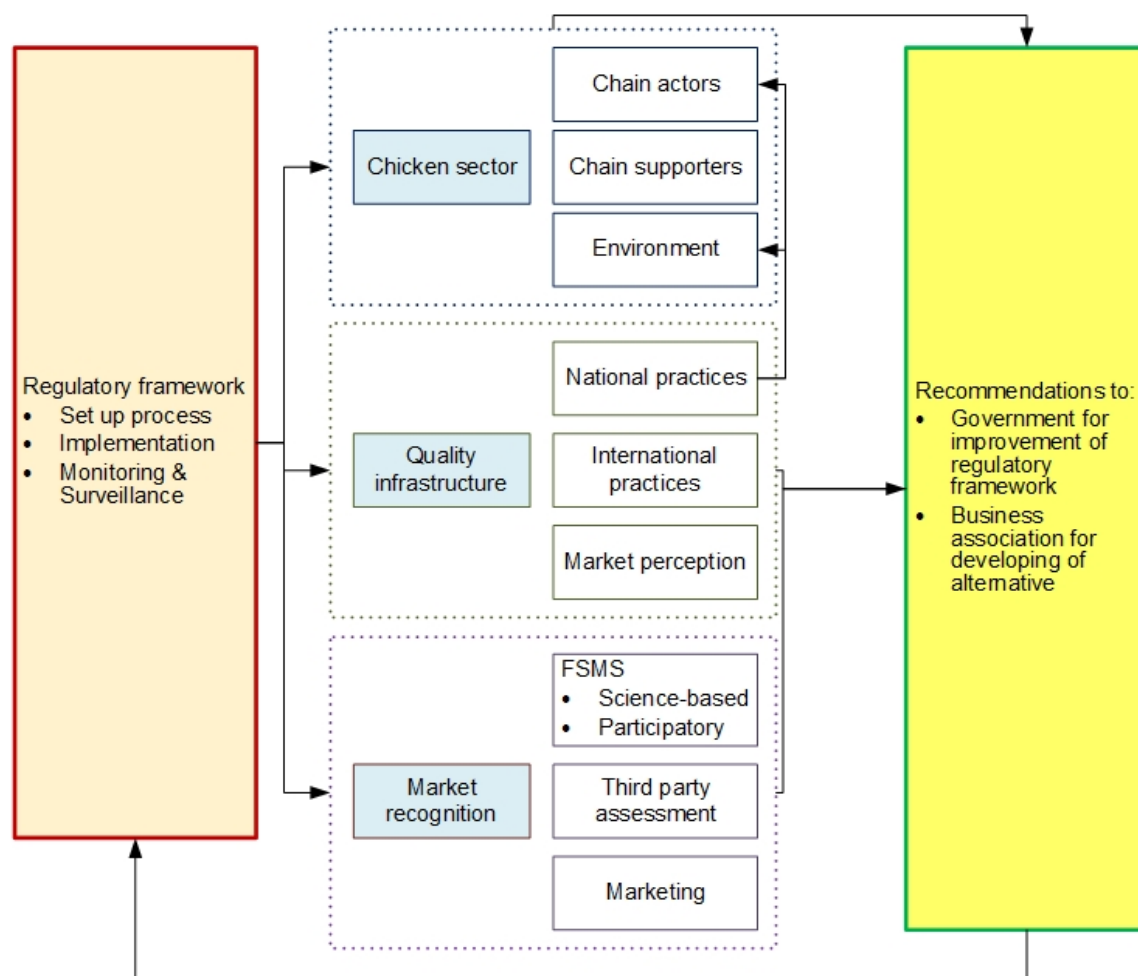 Regulatory framework
• Set up process
• Implementation
• Monitoring &
Surveillance
Chicken sector
Chain actors
Chain supporters
Environment
Quality
infrastructure
National practices
International
practices
Market perception
Market
recognition
FSMS
• Science-based
• Participatory
Third party
assessment
Marketing
Recommendations to:
• Government for
improvement of
regulatory
framework
• Business
association for
developing of
alternative